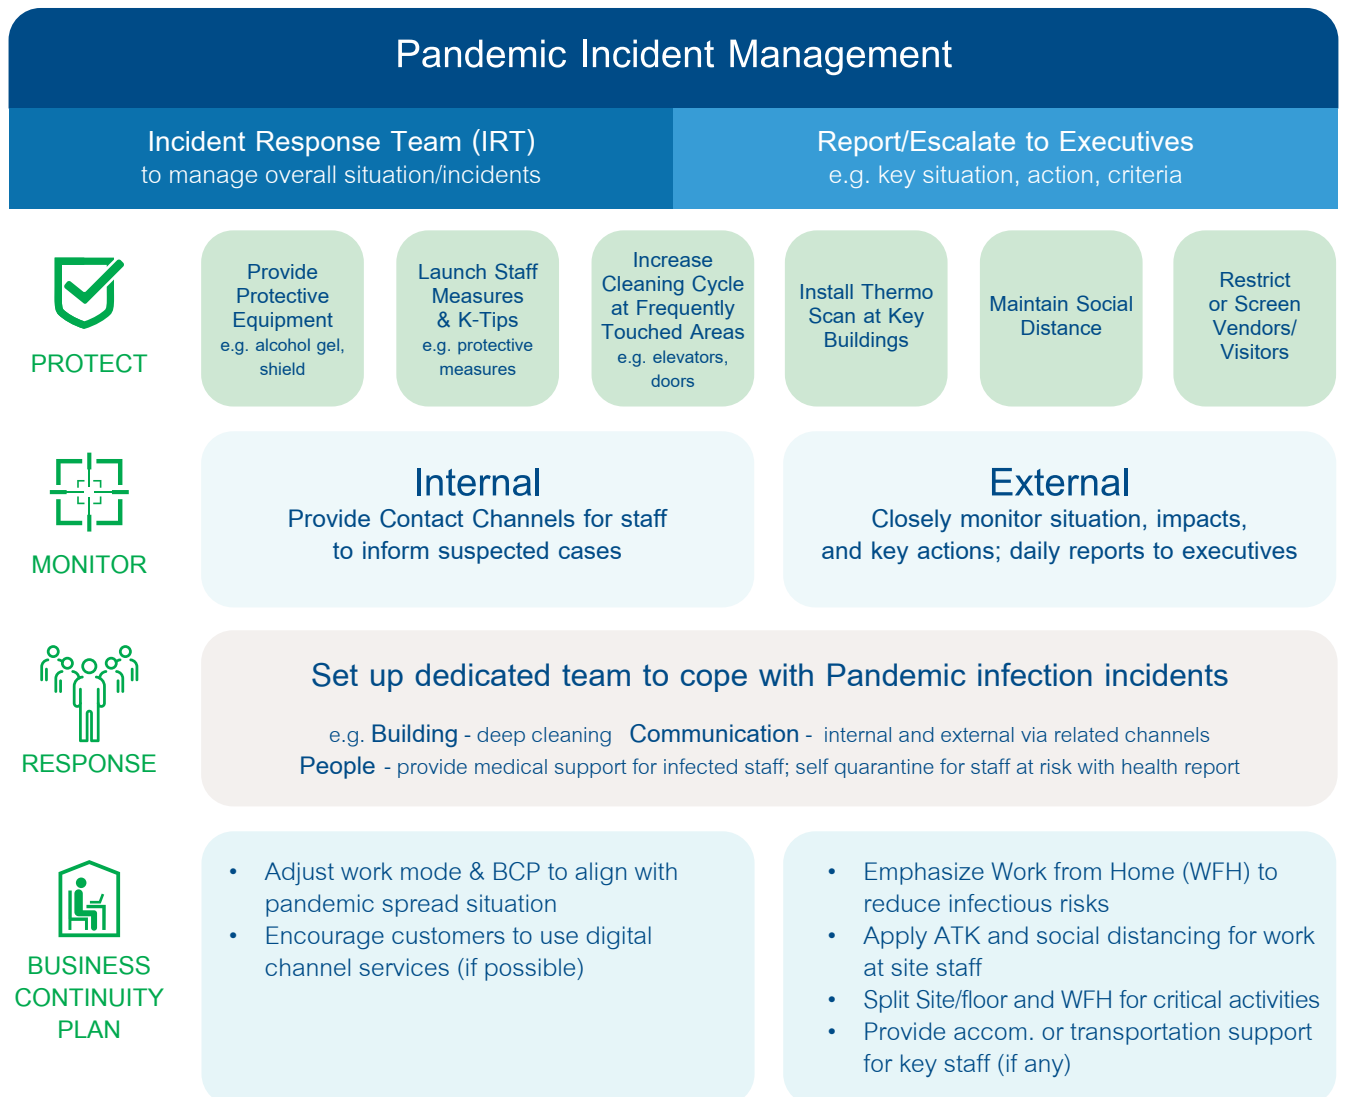 Pandemic Incident Management
Incident Response Team (IRT)
to manage overall situation/incidents
Report/Escalate to Executives
e.g. key situation, action, criteria
PROTECT
Provide
Protective
Equipment
e.g. alcohol gel,
shield
Launch Staff
Measures
& K-Tips
e.g. protective
measures
Increase
Cleaning Cycle
at Frequently
Touched Areas
e.g. elevators,
doors
Install Thermo
Scan at Key
Buildings
Maintain Social
Distance
Restrict
or Screen
Vendors/
Visitors
MONITOR
Internal
Provide Contact Channels for staff
to inform suspected cases
External
Closely monitor situation, impacts,
and key actions; daily reports to executives
RESPONSE
Set up dedicated team to cope with Pandemic infection incidents
e.g. Building - deep cleaning Communication - internal and external via related channels
People - provide medical support for infected staff; self quarantine for staff at risk with health report
BUSINESS
CONTINUITY
PLAN
• Adjust work mode & BCP to align with
pandemic spread situation
• Encourage customers to use digital
channel services (if possible)
• Emphasize Work from Home (WFH) to
reduce infectious risks
• Apply ATK and social distancing for work
at site staff
• Split Site/floor and WFH for critical activities
• Provide accom. or transportation support
for key staff (if any)